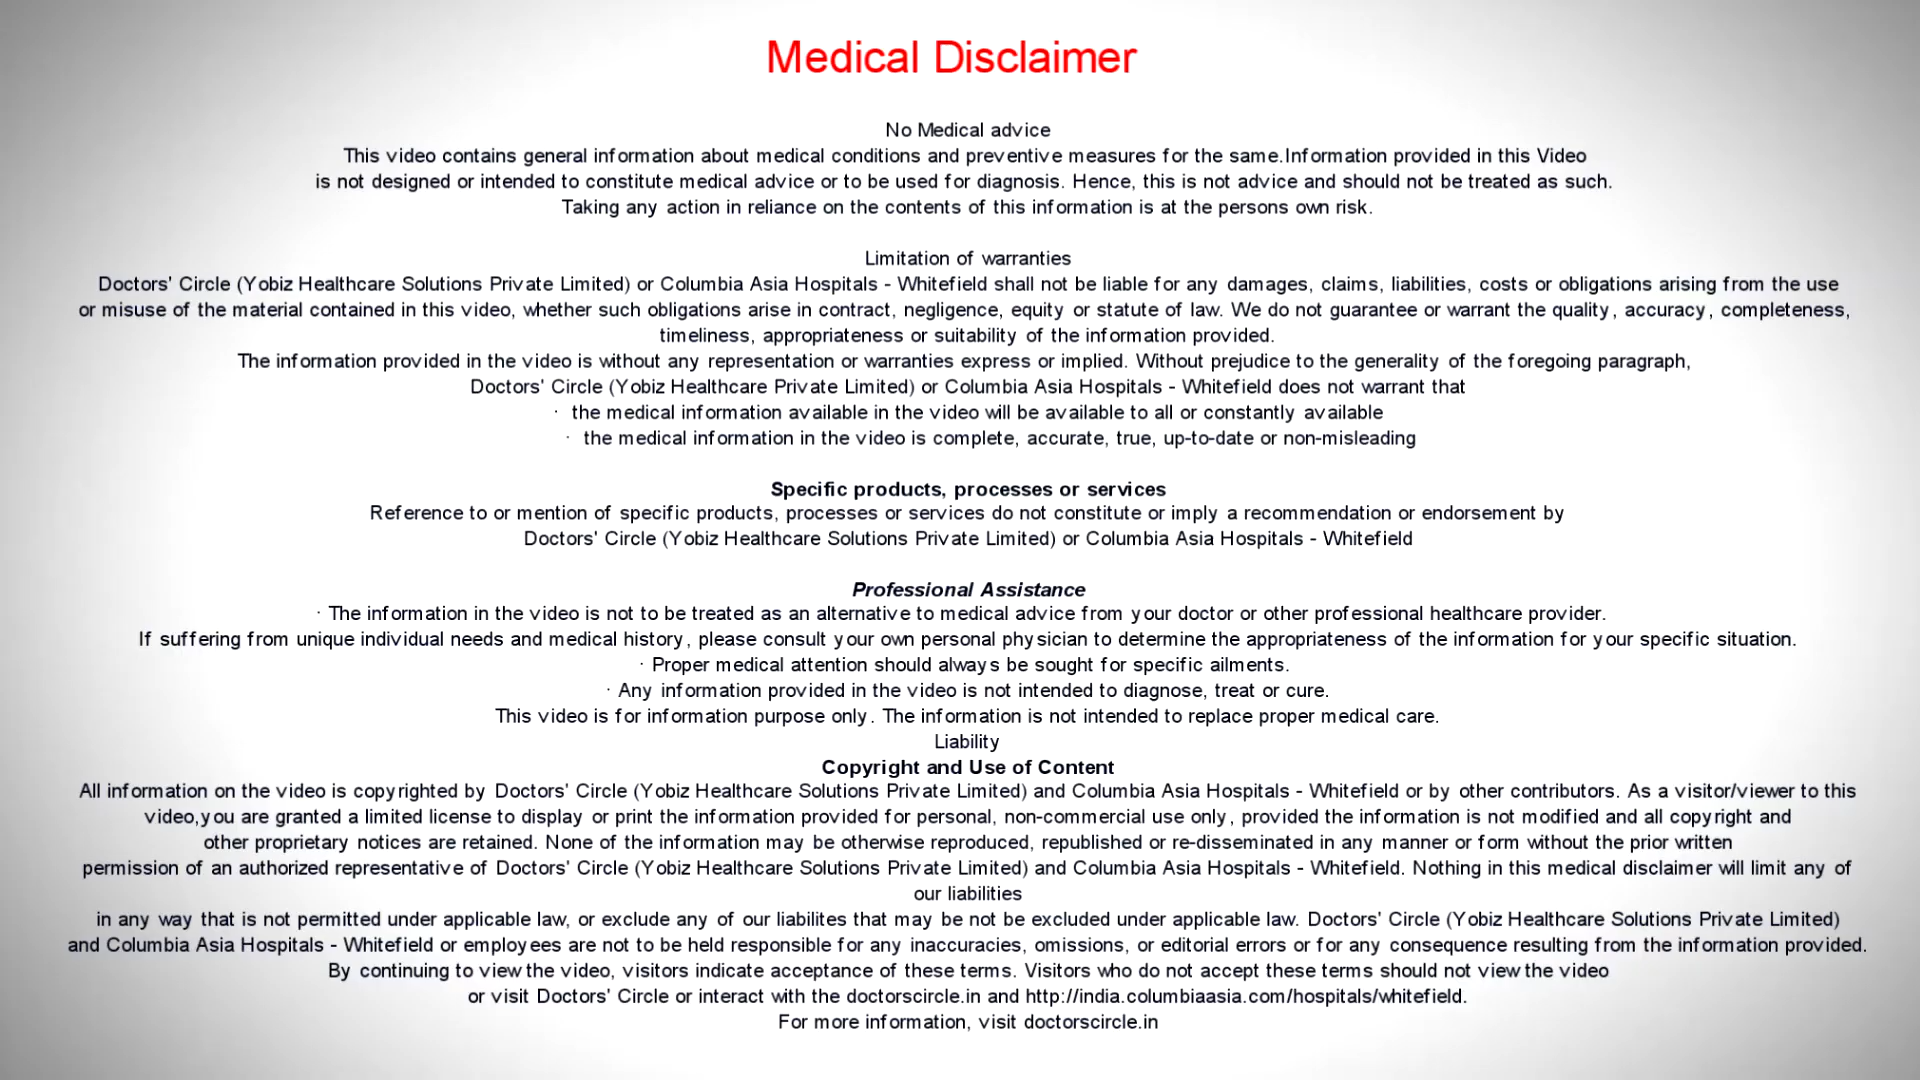 Medical Disclaimer
No Medical advice
This video contains general information about medical conditions and preventive measures for the same.Information provided in this Video
is not designed or intended to constitute medical advice or to be used for diagnosis. Hence, this is not advice and should not be treated as such.
Taking any action in reliance on the contents of this information is at the persons own risk.
Limitation of warranties
Doctors' Circle (Yobiz Healthcare Solutions Private Limited) or Columbia Asia Hospitals - Whitefield shall not be liable for any damages, claims, liabilities, costs or obligations arising from the use
or misuse of the material contained in this video, whether such obligations arise in contract, negligence, equity or statute of law. We do not guarantee or warrant the quality, accuracy, completeness,
timeliness, appropriateness or suitability of the information provided.
The information provided in the video is without any representation or warranties express or implied. Without prejudice to the generality of the foregoing paragraph,
Doctors' Circle (Yobiz Healthcare Private Limited) or Columbia Asia Hospitals - Whitefield does not warrant that
· the medical information available in the video will be available to all or constantly available
· the medical information in the video is complete, accurate, true, up-to-date or non-misleading
Specific products, processes or services
Reference to or mention of specific products, processes or services do not constitute or imply a recommendation or endorsement by
Doctors' Circle (Yobiz Healthcare Solutions Private Limited) or Columbia Asia Hospitals - Whitefield
Professional Assistance
· The information in the video is not to be treated as an alternative to medical advice from your doctor or other professional healthcare provider.
If suffering from unique individual needs and medical history, please consult your own personal physician to determine the appropriateness of the information for your specific situation.
· Proper medical attention should always be sought for specific ailments.
· Any information provided in the video is not intended to diagnose, treat or cure.
This video is for information purpose only. The information is not intended to replace proper medical care.
Liability
Copyright and Use of Content
All information on the video is copyrighted by Doctors' Circle (Yobiz Healthcare Solutions Private Limited) and Columbia Asia Hospitals - Whitefield or by other contributors. As a visitor/viewer to this
video,you are granted a limited license to display or print the information provided for personal, non-commercial use only, provided the information is not modified and all copyright and
other proprietary notices are retained. None of the information may be otherwise reproduced, republished or re-disseminated in any manner or form without the prior written
permission of an authorized representative of Doctors' Circle (Yobiz Healthcare Solutions Private Limited) and Columbia Asia Hospitals - Whitefield. Nothing in this medical disclaimer will limit any of
our liabilities
in any way that is not permitted under applicable law, or exclude any of our liabilites that may be not be excluded under applicable law. Doctors' Circle (Yobiz Healthcare Solutions Private Limited)
and Columbia Asia Hospitals - Whitefield or employees are not to be held responsible for any inaccuracies, omissions, or editorial errors or for any consequence resulting from the information provided.
By continuing to view the video, visitors indicate acceptance of these terms. Visitors who do not accept these terms should not view the video
or visit Doctors' Circle or interact with the doctorscircle.in and http://india.columbiaasia.com/hospitals/whitefield.
For more information, visit doctorscircle.in